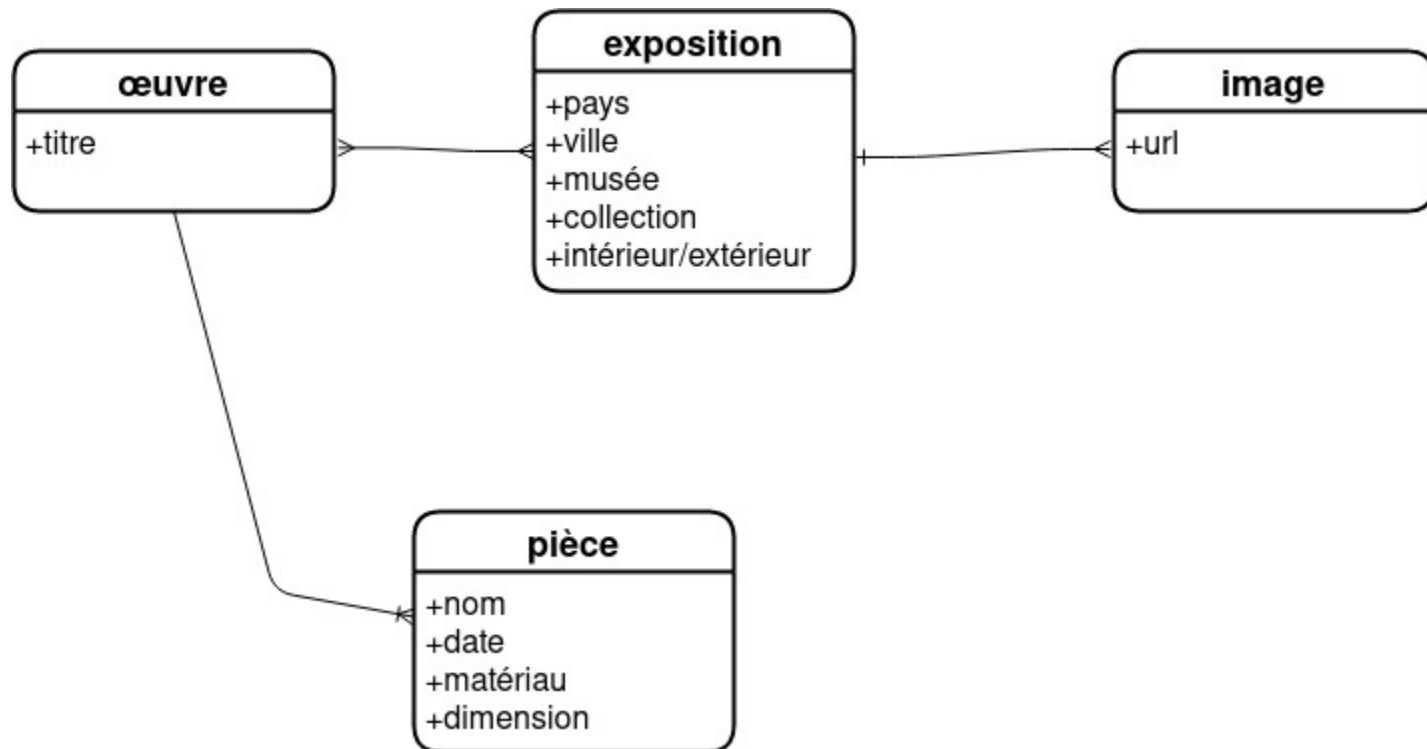 œuvre
+titre
exposition
+pays
+ville
+musée
+collection
+intérieur/extérieur
image
+url
pièce
+nom
+date
+matériau
+dimension